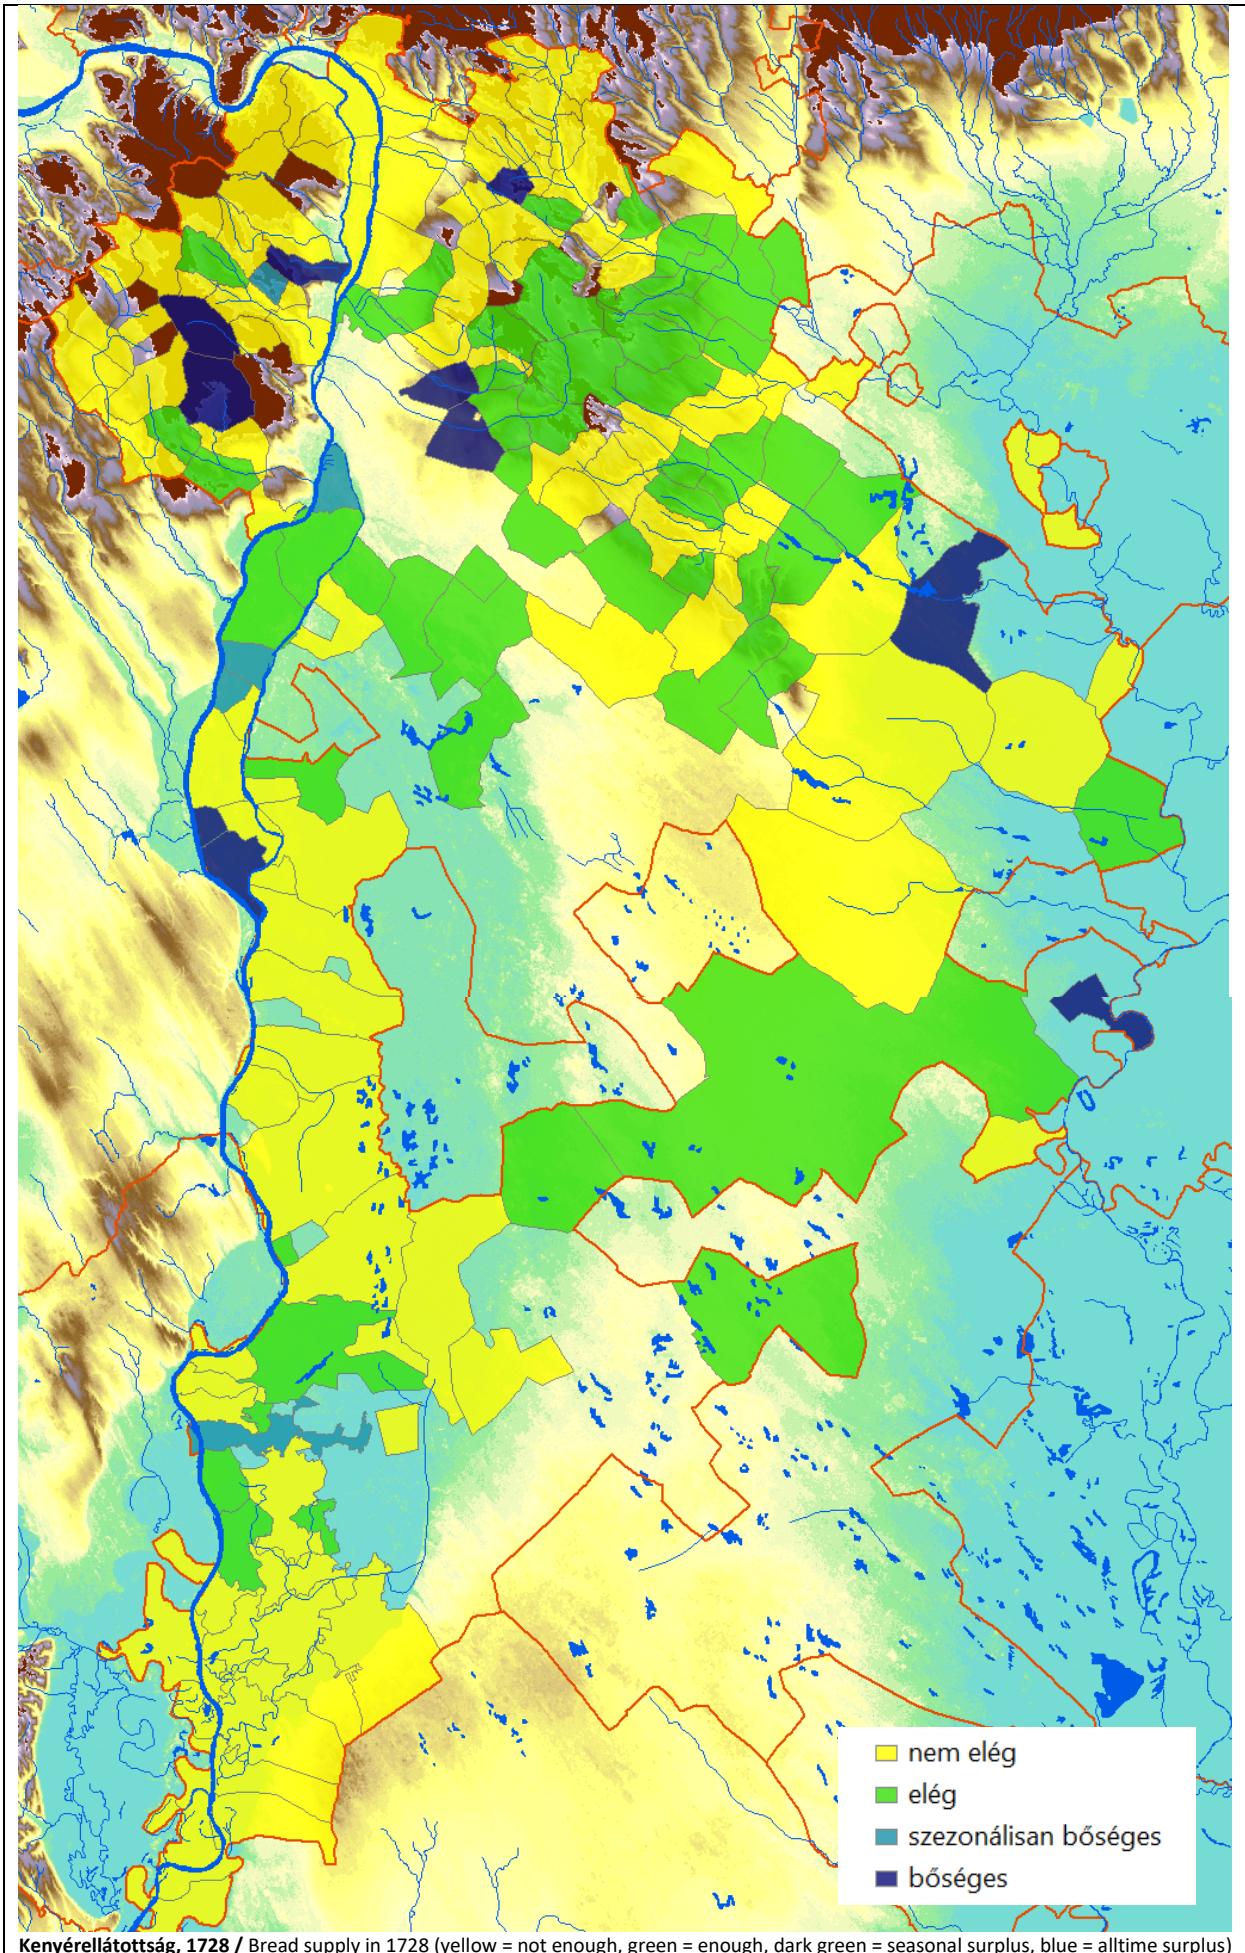 nem elég
elég
szezonálisan bőséges
bőséges
Kenyérellátottság, 1728 / Bread supply in 1728 (yellow = not enough, green = enough, dark green = seasonal surplus, blue = alltime surplus)